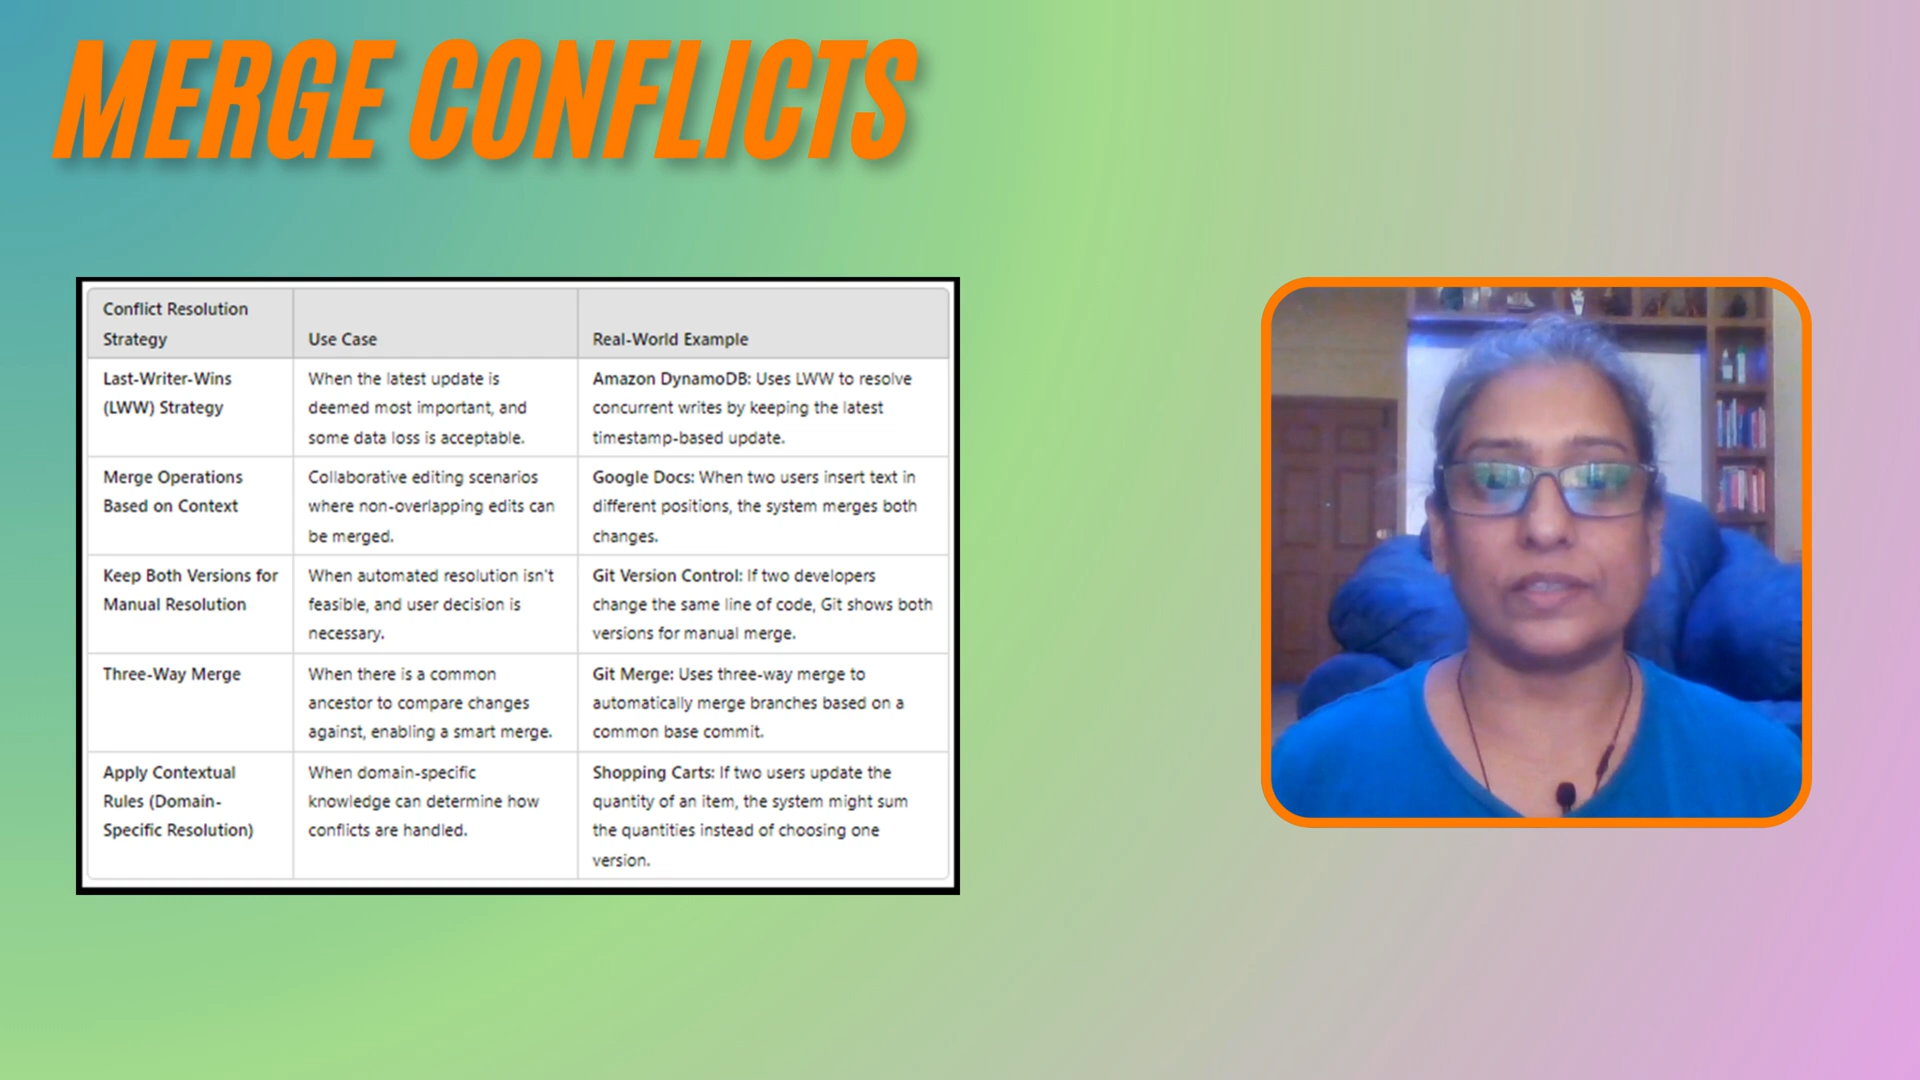 MERGE CONFLICTS
Conflict Resolution
Strategy
Use Case
Real-World Example
Last-Writer-Wins
(LWW) Strategy
When the latest update is
deemed most important, and
some data loss is acceptable.
Amazon DynamoDB: Uses LWW to resolve
concurrent writes by keeping the latest
timestamp-based update.
Merge Operations
Based on Context
Collaborative editing scenarios
where non-overlapping edits can
be merged.
Google Docs: When two users insert text in
different positions, the system merges both
changes.
Keep Both Versions for
Manual Resolution
When automated resolution isn't
feasible, and user decision is
necessary.
Git Version Control: If two developers
change the same line of code, Git shows both
versions for manual merge.
Three-Way Merge
When there is a common
ancestor to compare changes
against, enabling a smart merge.
Git Merge: Uses three-way merge to
automatically merge branches based on a
common base commit.
Apply Contextual
Rules (Domain-
Specific Resolution)
When domain-specific
knowledge can determine how
conflicts are handled.
Shopping Carts: If two users update the
quantity of an item, the system might sum
the quantities instead of choosing one
version.